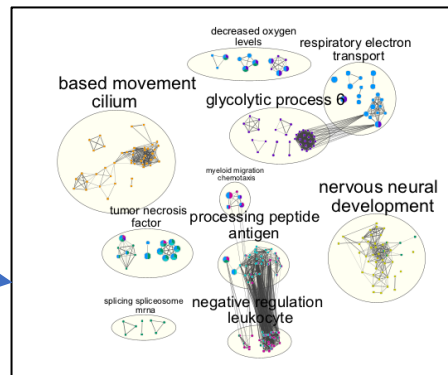 decreased oxygen
levels
respiratory electron
transport
based movement
cilium
glycolytic process 6
myeloid migration
chemotaxis
nervous neural
development
tumor necrosis
factor
processing peptide
antigen
splicing spliceosome
mrna
negative regulation
leukocyte